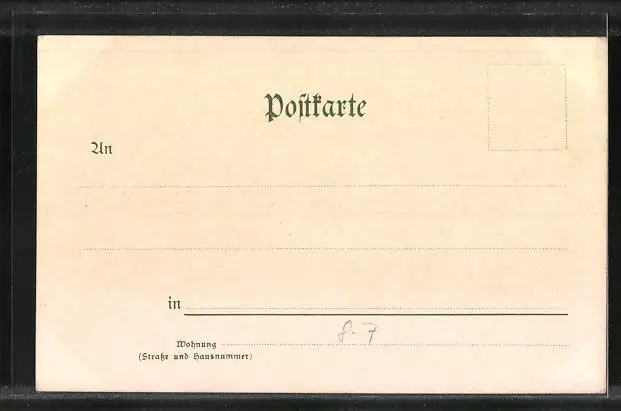 Postkarte
An
in
8-7
Wohnung
(Straße und Hausnummer)